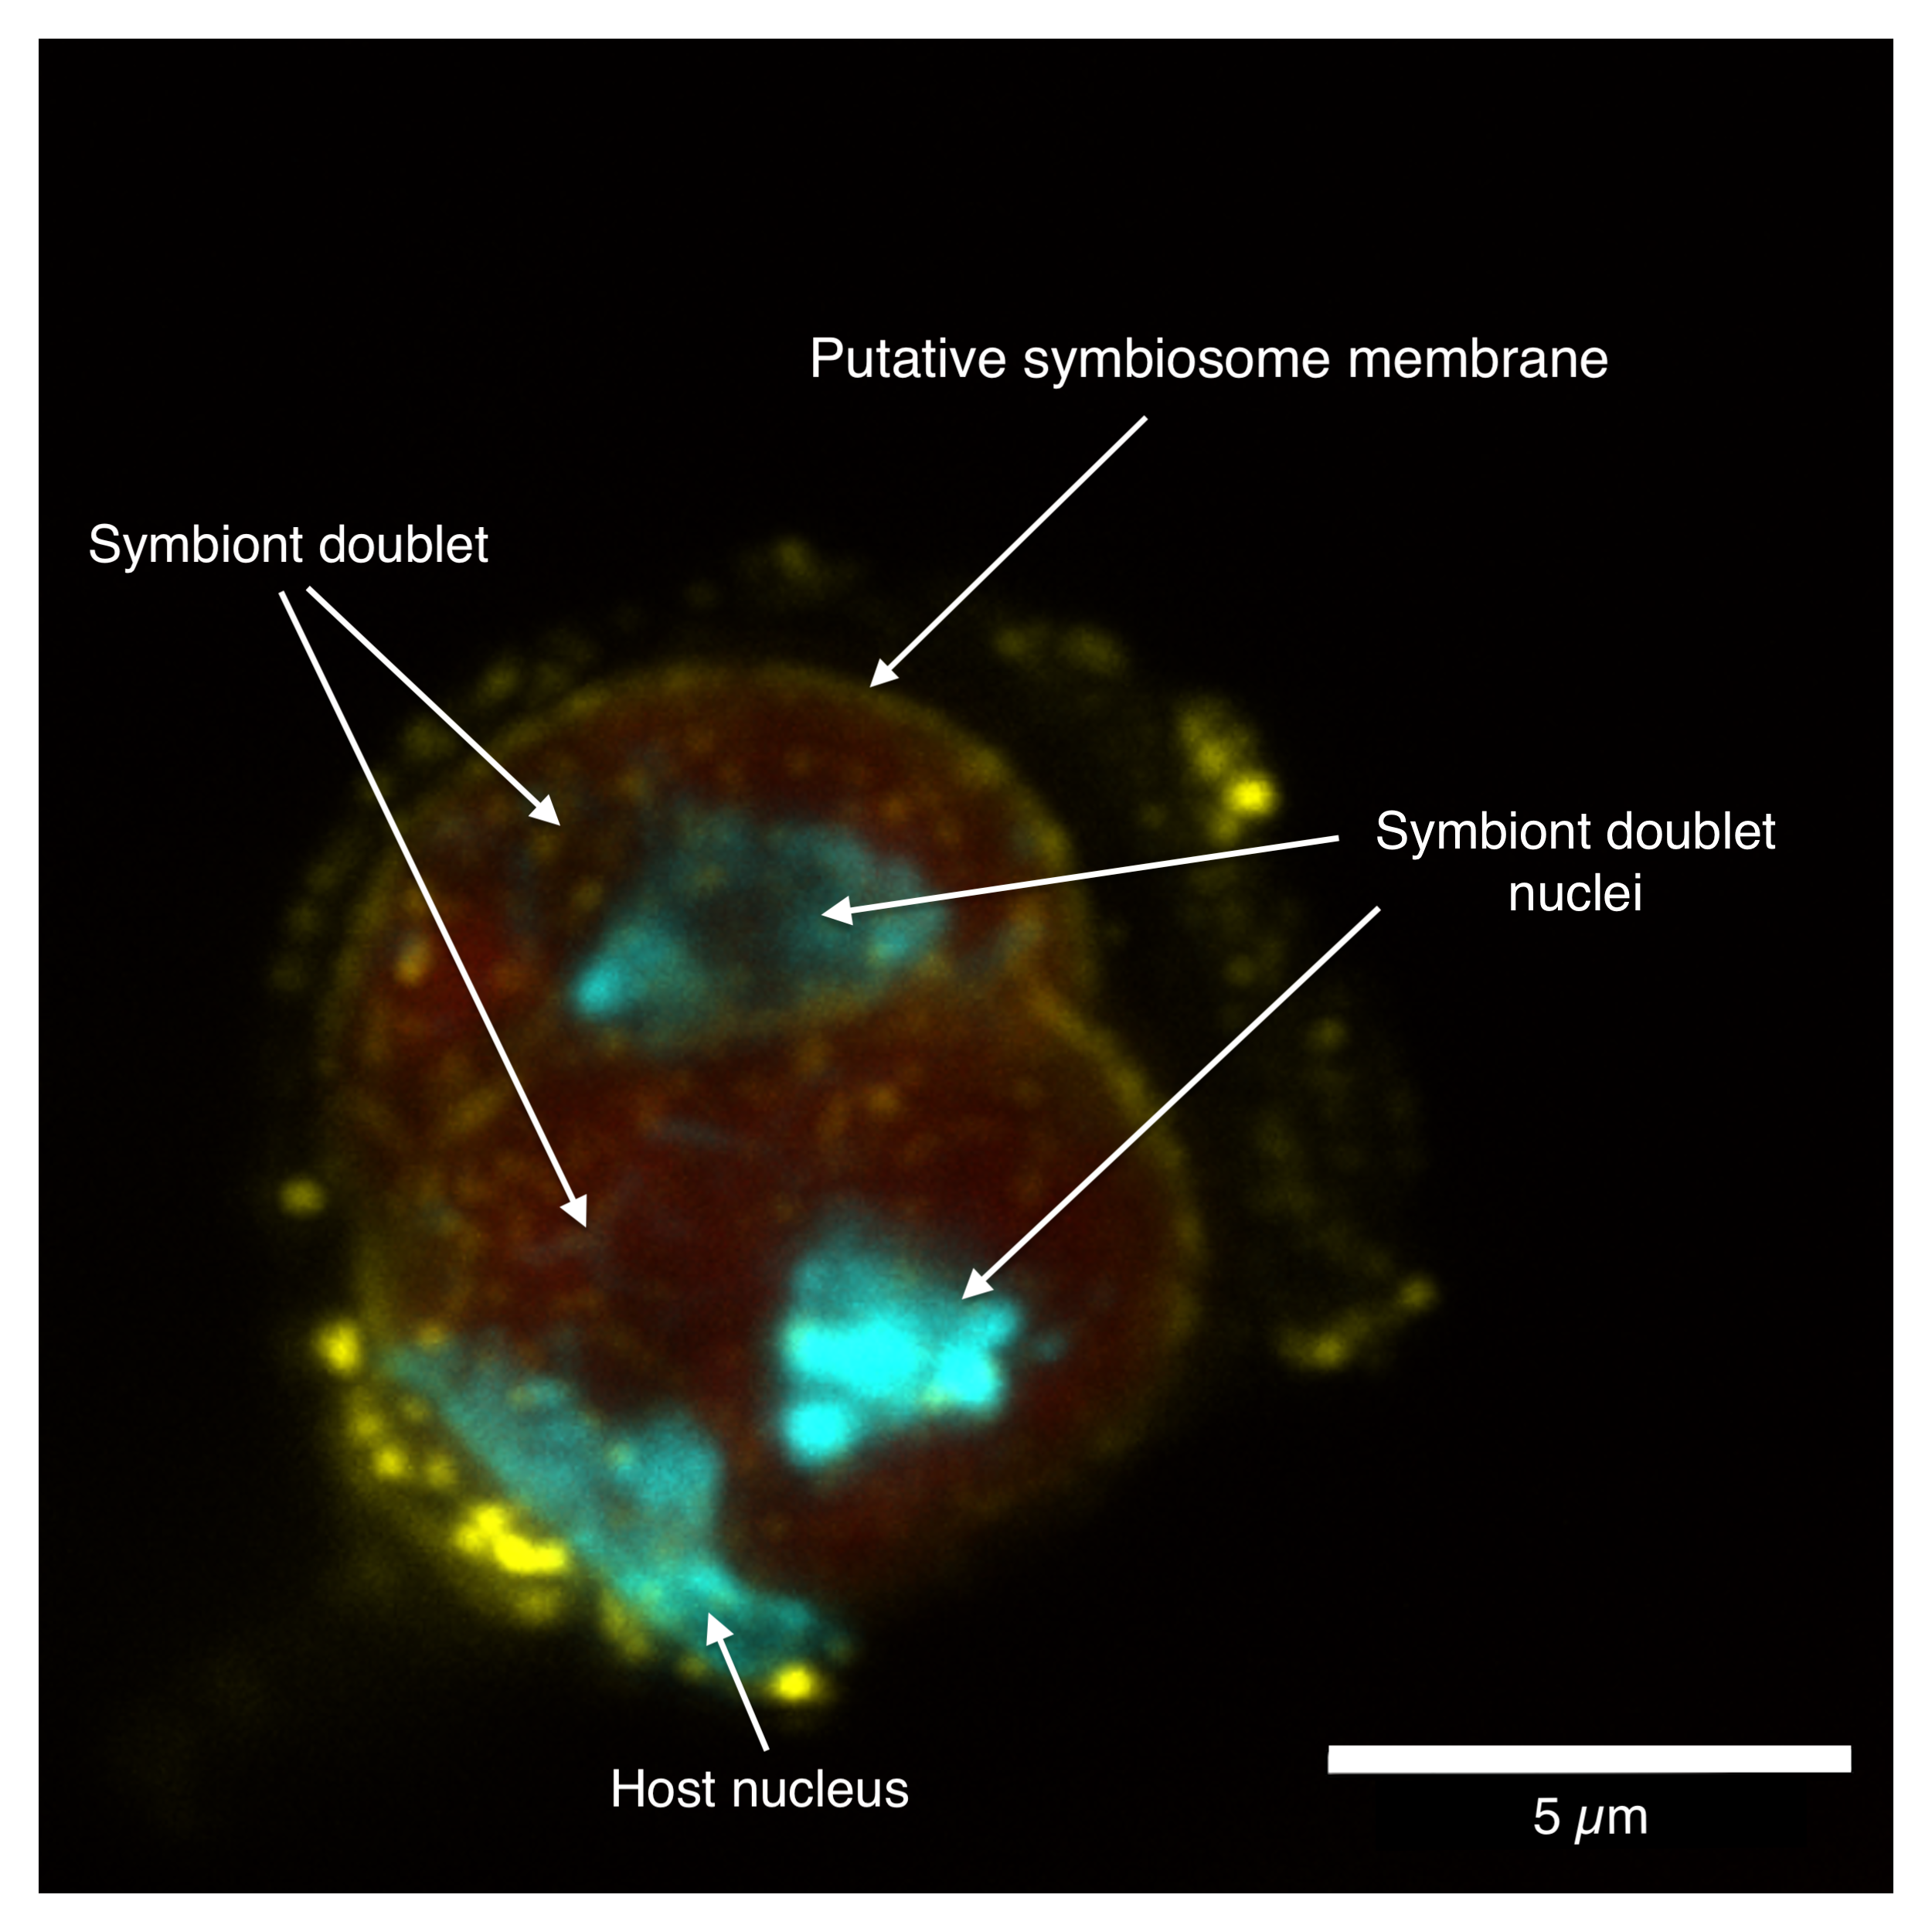 Putative symbiosome membrane
Symbiont doublet
Symbiont doublet
nuclei
Host nucleus
5 µm